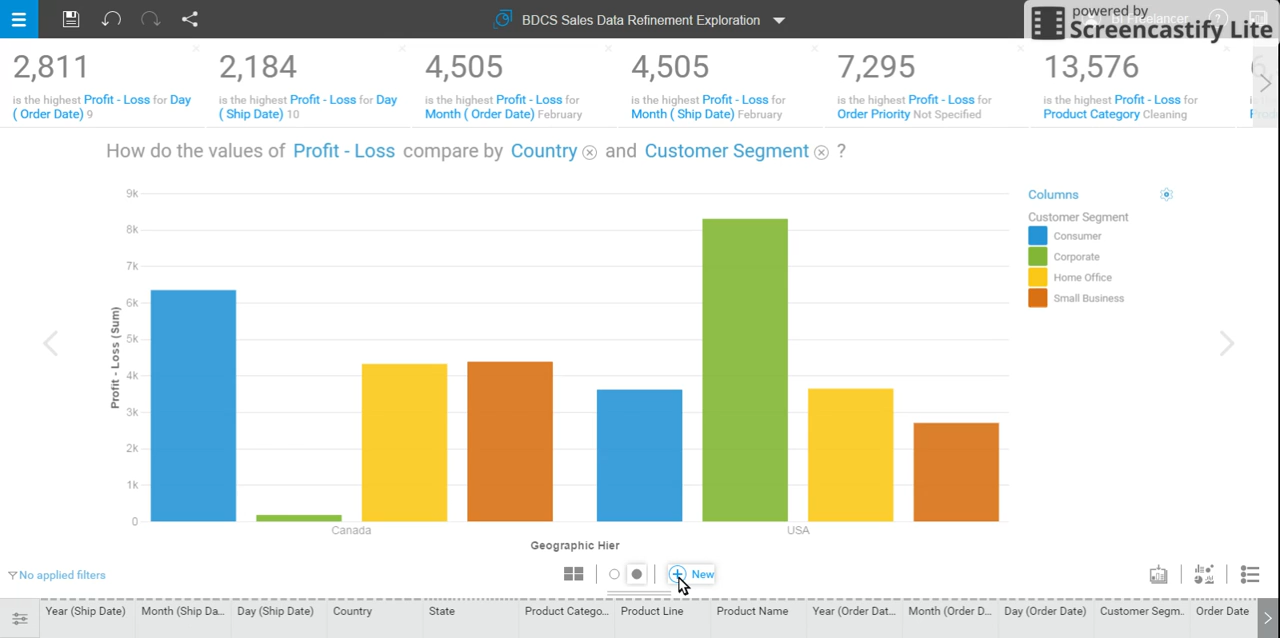 BDCS Sales Data Refinement Exploration
powered by
Screencastify Lite
2,811
is the highest Profit - Loss for Day
( Order Date) 9
2,184
is the highest Profit - Loss for Day
( Ship Date) 10
4,505
is the highest Profit - Loss for
Month ( Order Date) February
4,505
is the highest Profit - Loss for
Month ( Ship Date) February
7,295
is the highest Profit - Loss for
Order Priority Not Specified
13,576
is the highest Profit - Loss for
Product Category Cleaning
How do the values of Profit - Loss compare by Country and Customer Segment ?
9k
8k
7k
6k
5k
4k
3k
2k
1k
0
Profit - Loss (Sum)
Canada
USA
Geographic Hier
Columns
Customer Segment
Consumer
Corporate
Home Office
Small Business
No applied filters
New
Year (Ship Date) Month (Ship Da... Day (Ship Date) Country State Product Catego... Product Line Product Name Year (Order Dat... Month (Order D... Day (Order Date) Customer Segm.. Order Date